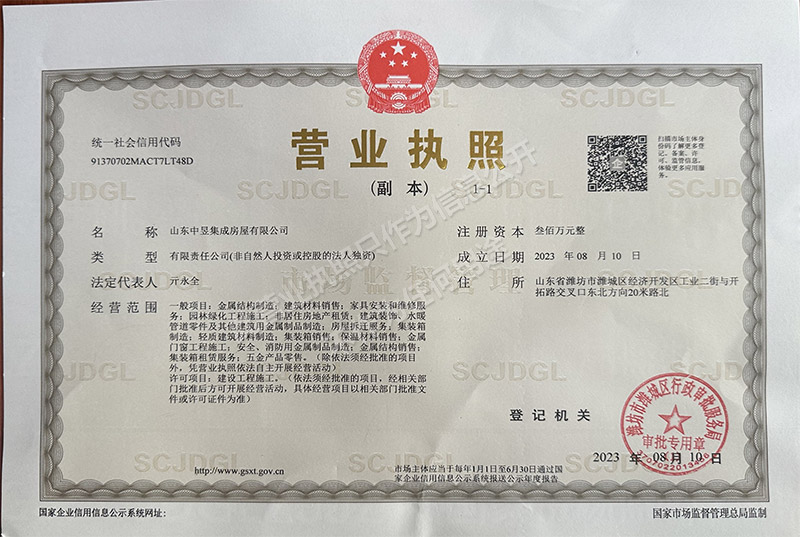 SCJDGL
统一社会信用代码
91370702MACT7LT48D
营业执照
(副 本) 1-1
扫描市场主体身
份码了解更多登
记、备案、许
可、监管信息,
体验更多应用服
务。
名 称 山东中昱集成房屋有限公司
类 型 有限责任公司(非自然人投资或控股的法人独资)
法定代表人 亓永全
经营范围 一般项目:金属结构制造;建筑材料销售;家具安装和维修服
务;园林绿化工程施工;非居住房地产租赁;建筑装饰、水暖
管道零件及其他建筑用金属制品制造;房屋拆迁服务;集装箱
制造;轻质建筑材料制造;集装箱销售;保温材料销售;金属
门窗工程施工;安全、消防用金属制品制造;金属结构销售;
集装箱租赁服务;五金产品零售。(除依法须经批准的项目
外,凭营业执照依法自主开展经营活动)
许可项目:建设工程施工。(依法须经批准的项目,经相关部
门批准后方可开展经营活动,具体经营项目以相关部门批准文
件或许可证件为准)
注册资本 叁佰万元整
成立日期 2023 年 08 月 10 日
住 所 山东省潍坊市潍城区经济开发区工业二街与开
拓路交叉口东北方向20米路北
市场监督管理
登记机关
潍坊市潍城区行政审批服务局
审批专用章
2023 年 08 月 10 日
http://www.gsxt.gov.cn
市场主体应当于每年1月1日至6月30日通过国
家企业信用信息公示系统报送公示年度报告
国家企业信用信息公示系统网址:
国家市场监督管理总局监制